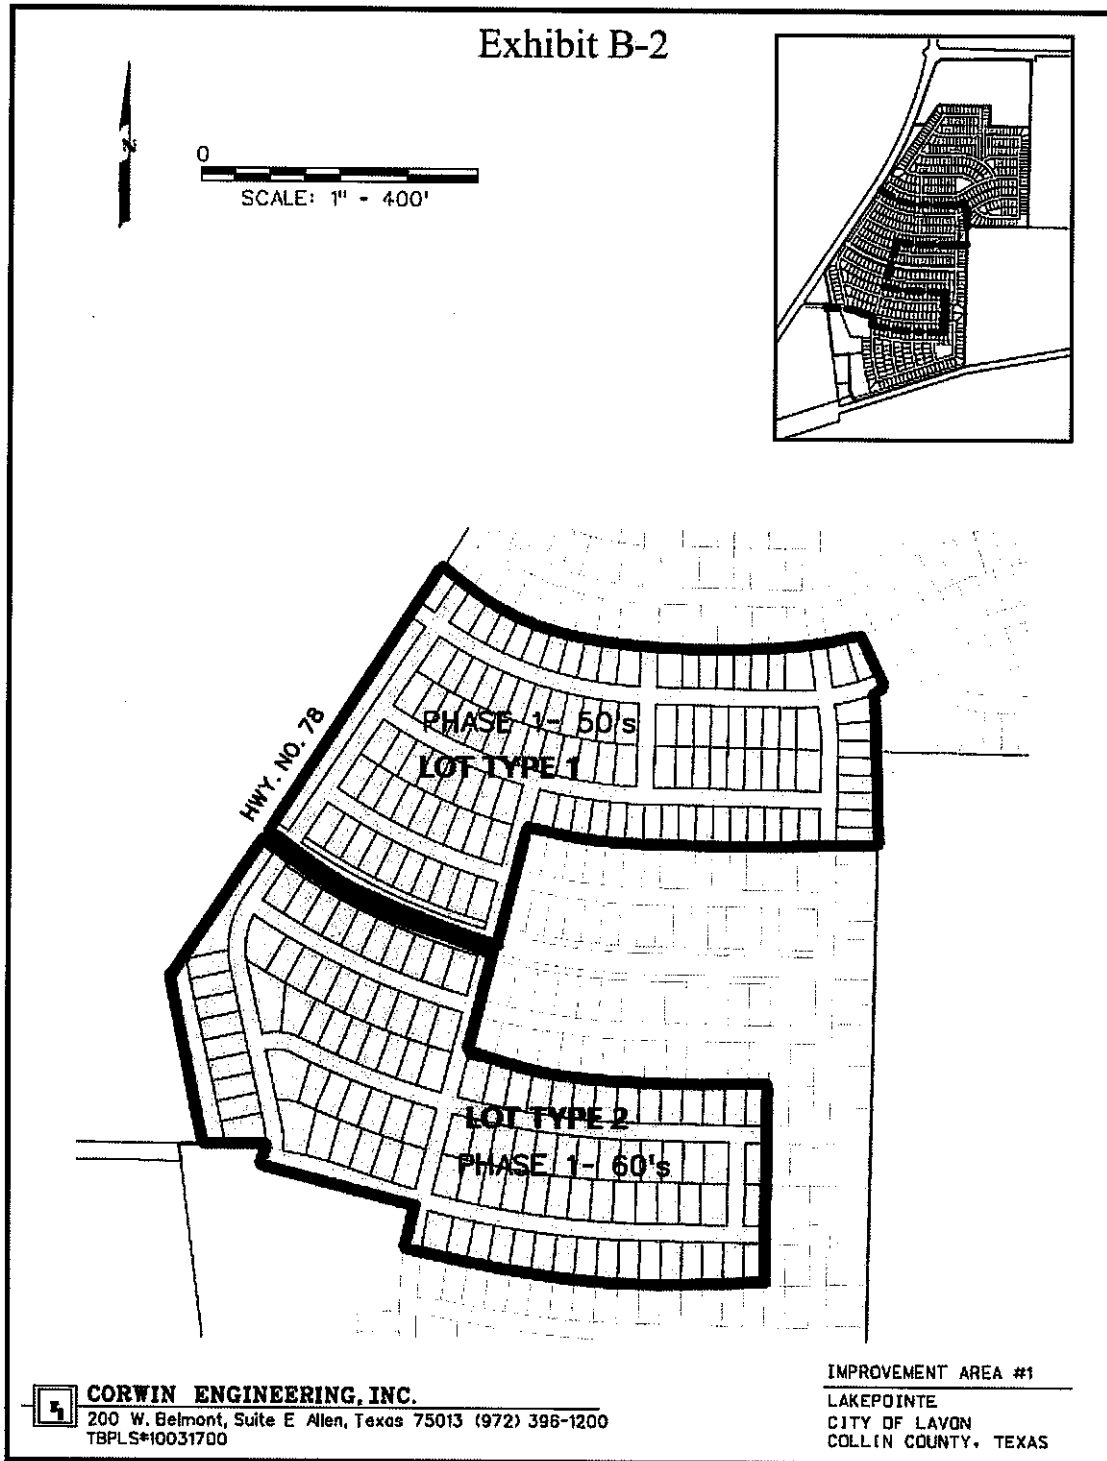 Exhibit B-2
N
0
SCALE: 1" - 400'
HWY. NO. 78
PHASE 1- 50's
LOT TYPE 1
LOT TYPE 2
PHASE 1- 60's
CORWIN ENGINEERING, INC.
200 W. Belmont, Suite E Allen, Texas 75013 (972) 396-1200
TBPLS#10031700
IMPROVEMENT AREA #1
LAKEPOINTE
CITY OF LAVON
COLLIN COUNTY, TEXAS